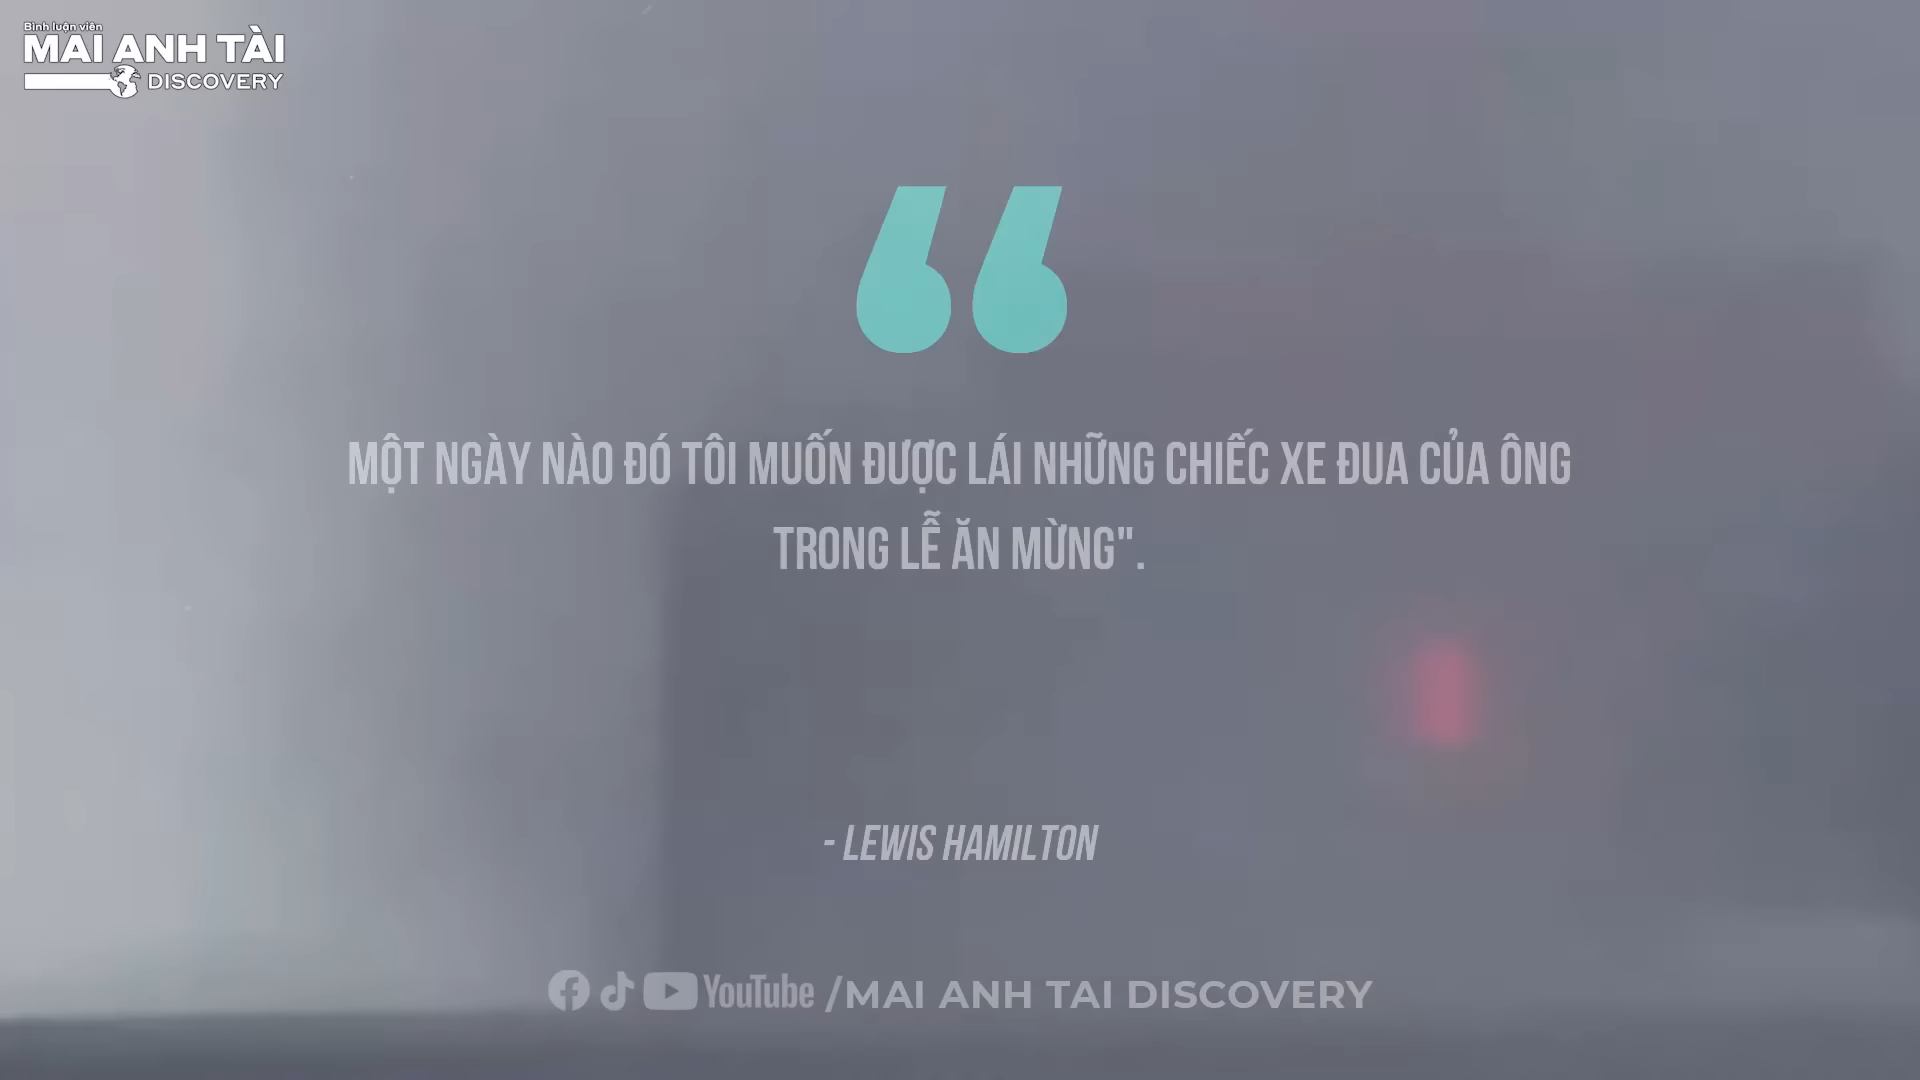 Bình luận viên
MAI ANH TÀI
DISCOVERY
MỘT NGÀY NÀO ĐÓ TÔI MUỐN ĐƯỢC LÁI NHỮNG CHIẾC XE ĐUA CỦA ÔNG
TRONG LỄ ĂN MỪNG".
- LEWIS HAMILTON
YouTube /MAI ANH TAI DISCOVERY